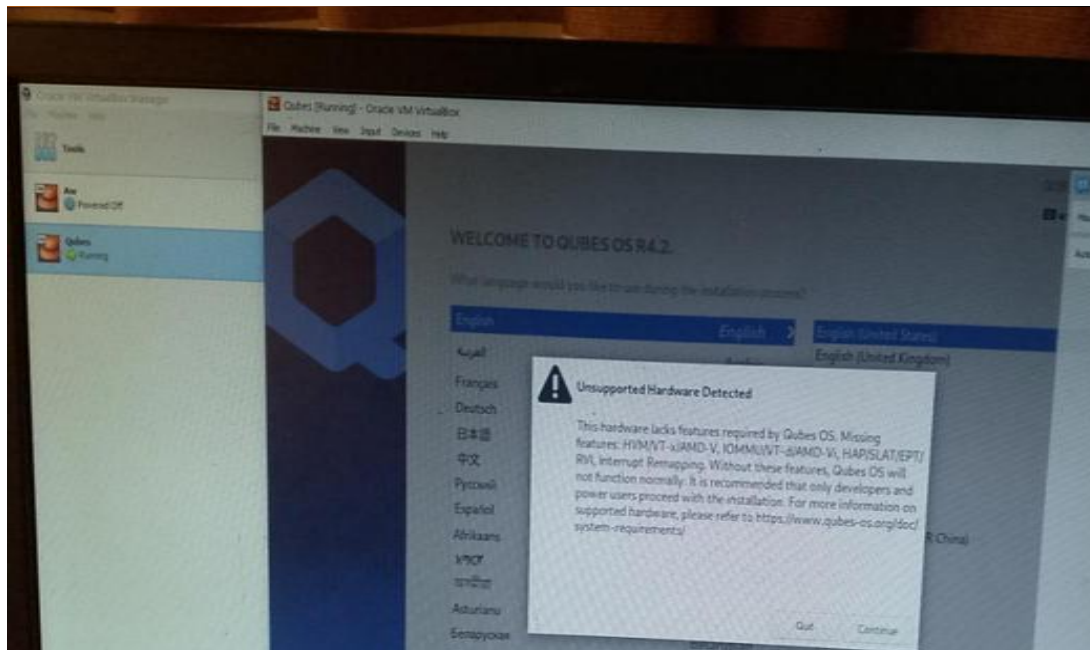 Oracle VM VirtualBox Manager
Tools
Powered Off
Qubes
Running
Qubes [Running] - Oracle VM VirtualBox
File Machine View Input Devices Help
WELCOME TO QUBES OS R4.2.
What language would you like to use during the installation process?
English English English (United States)
العربية English (United Kingdom)
Français
Deutsch
日本語
中文
Русский
Español
Afrikaans
አማርኛ
Asturianu
Беларуская
Unsupported Hardware Detected
This hardware lacks features required by Qubes OS. Missing
features: HVM/VT-x/AMD-V, IOMMU/VT-d/AMD-Vi, HAP/SLAT/EPT/
RVI, Interrupt Remapping. Without these features, Qubes OS will
not function normally. It is recommended that only developers and
power users proceed with the installation. For more information on
supported hardware, please refer to https://www.qubes-os.org/doc/
system-requirements/
R China)
Quit Continue